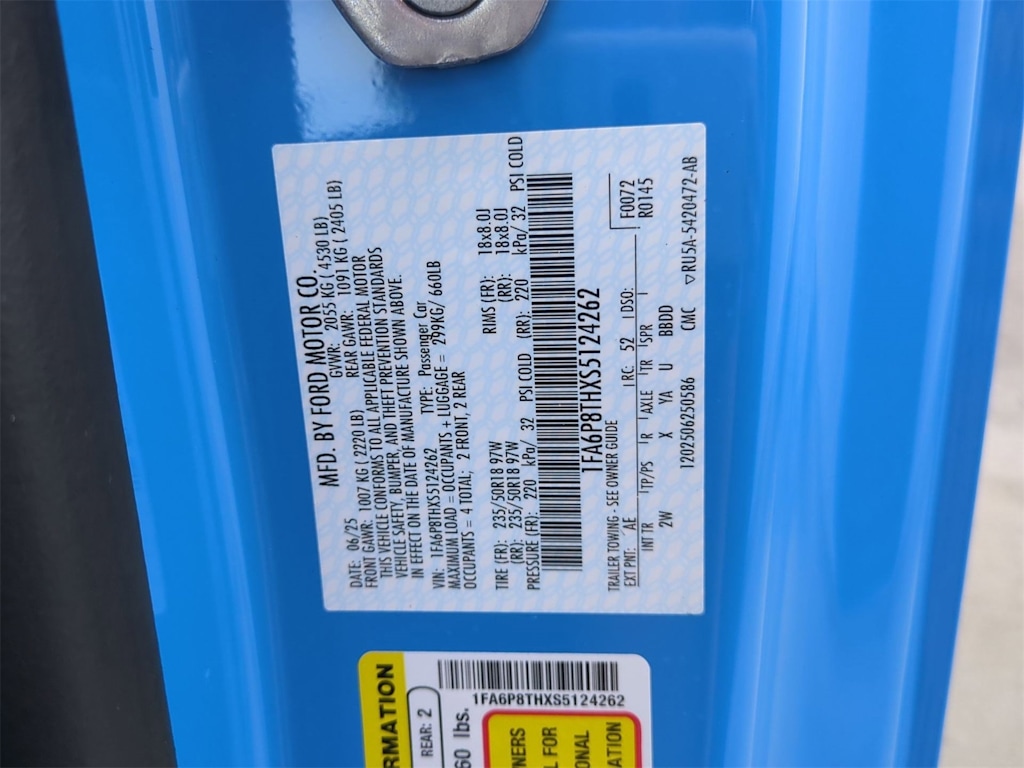 MFD. BY FORD MOTOR CO.
DATE: 06/25 GVWR: 2055 KG ( 4530 LB)
FRONT GAWR: 1007 KG ( 2220 LB) REAR GAWR: 1091 KG ( 2405 LB)
THIS VEHICLE CONFORMS TO ALL APPLICABLE FEDERAL MOTOR
VEHICLE SAFETY, BUMPER, AND THEFT PREVENTION STANDARDS
IN EFFECT ON THE DATE OF MANUFACTURE SHOWN ABOVE.
VIN: 1FA6P8THXS5124262 TYPE: Passenger Car
MAXIMUM LOAD = OCCUPANTS + LUGGAGE = 299KG/ 660LB
OCCUPANTS = 4 TOTAL; 2 FRONT, 2 REAR
TIRE (FR): 235/50R18 97W RIMS (FR): 18x8.0J
(RR): 235/50R18 97W (RR): 18x8.0J
PRESSURE (FR): 220 kPa/ 32 PSI COLD (RR): 220 kPa/ 32 PSI COLD
1FA6P8THXS5124262
TRAILER TOWING - SEE OWNER GUIDE F0072
EXT PNT: AE RC: 52 DSO: R0145
INT TR TP/PS R AXLE TR SPR
2W X YA U BBDD
12025062S0586 CMC ▽RU5A-5420472-AB
1FA6P8THXS5124262
RMATION
REAR: 2
60 lbs.
NERS
L FOR
ONAL
ATION